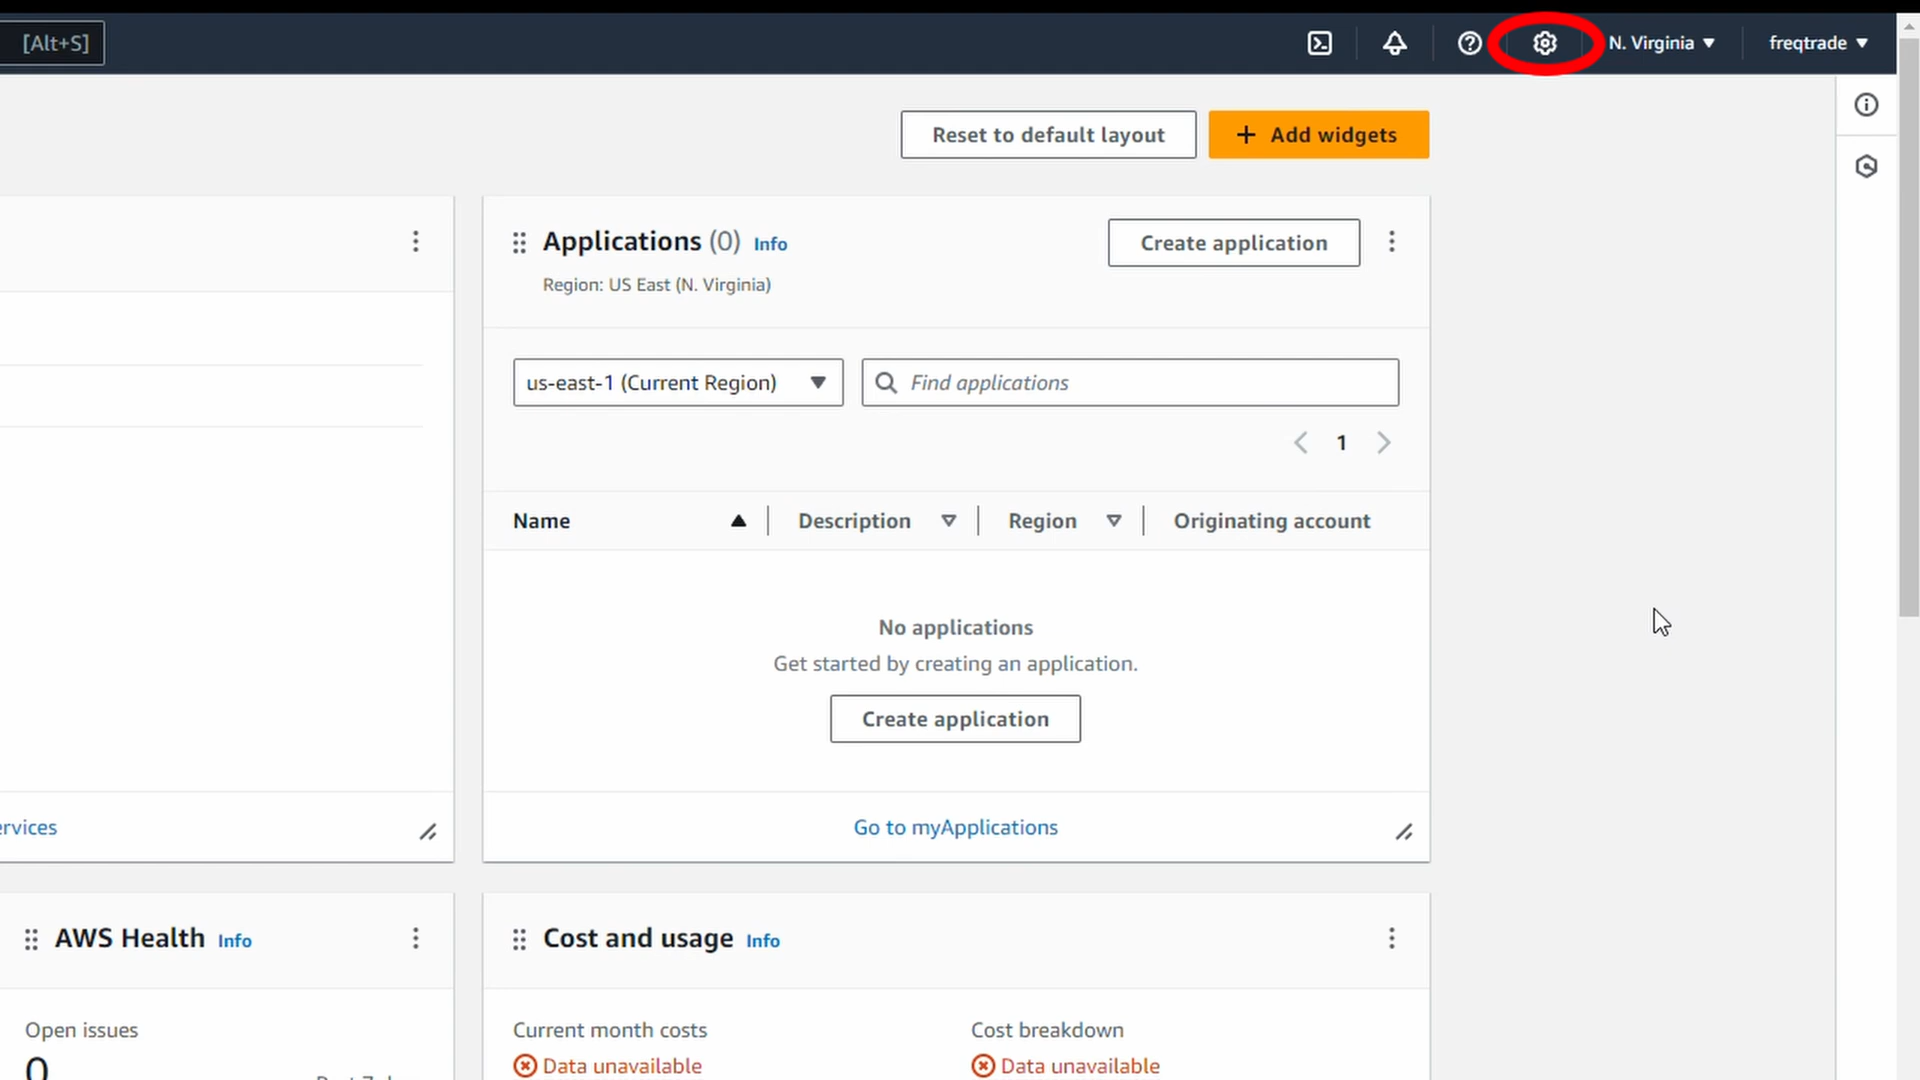 [Alt+S]
N. Virginia
freqtrade
Reset to default layout
+ Add widgets
Applications (0) Info
Create application
Region: US East (N. Virginia)
us-east-1 (Current Region)
Find applications
1
Name
Description
Region
Originating account
No applications
Get started by creating an application.
Create application
ervices
Go to myApplications
AWS Health Info
Cost and usage Info
Open issues
Current month costs
Cost breakdown
0
Data unavailable
Data unavailable